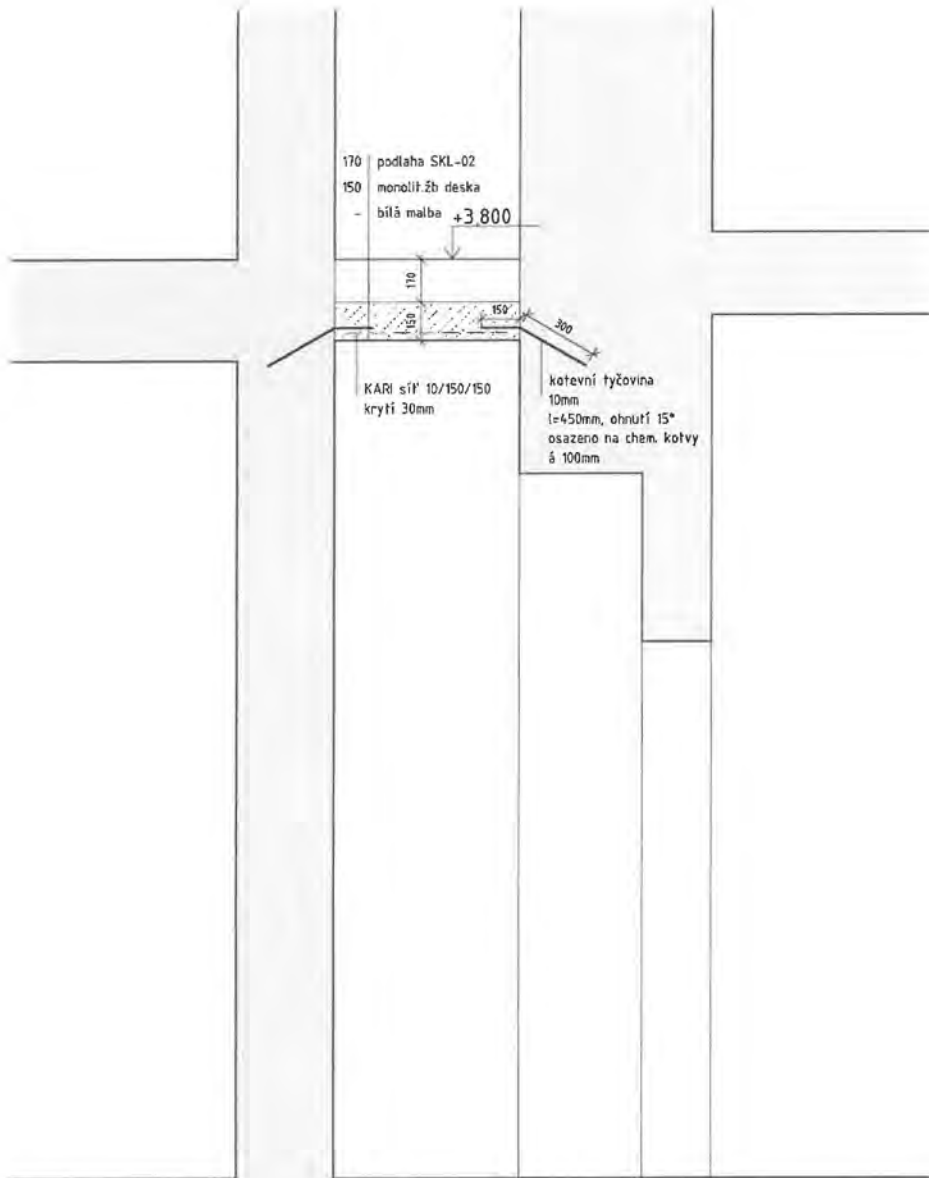 170 podlaha SKL-02
150 monolit.žb deska
- bílá malba
+3,800
170
150
150
300
KARI síť 10/150/150
krytí 30mm
kotevní tyčovina
10mm
l=450mm, ohnutí 15°
osazeno na chem. kotvy
á 100mm